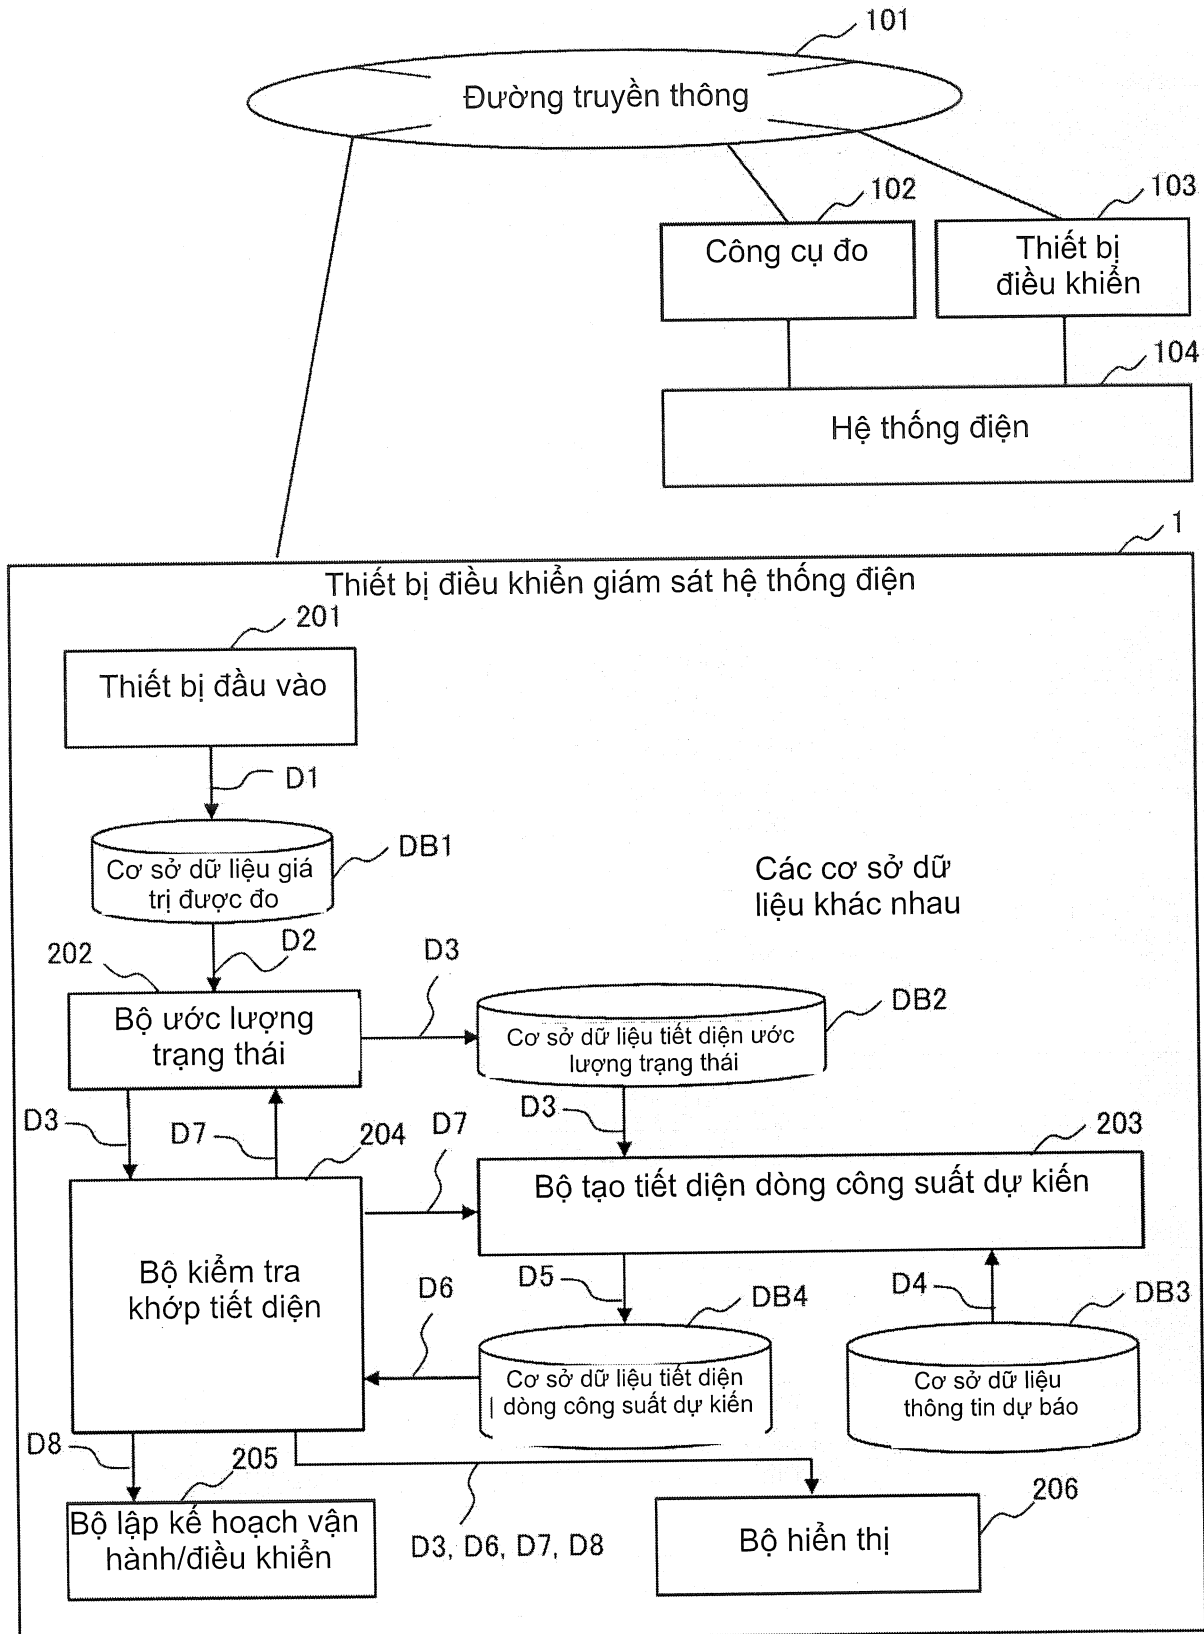 101
Đường truyền thông
102
103
Công cụ đo
Thiết bị
điều khiển
104
Hệ thống điện
1
Thiết bị điều khiển giám sát hệ thống điện
201
Thiết bị đầu vào
D1
DB1
Cơ sở dữ liệu giá
trị được đo
Các cơ sở dữ
liệu khác nhau
D2
202
D3
Bộ ước lượng
trạng thái
DB2
Cơ sở dữ liệu tiết diện ước
lượng trạng thái
D3
D7
204
D7
D3
203
Bộ tạo tiết diện dòng công suất dự kiến
Bộ kiểm tra
khớp tiết diện
D6
D5
DB4
D4
DB3
Cơ sở dữ liệu tiết diện
dòng công suất dự kiến
Cơ sở dữ liệu
thông tin dự báo
D8
205
Bộ lập kế hoạch vận
hành/điều khiển
D3, D6, D7, D8
206
Bộ hiển thị